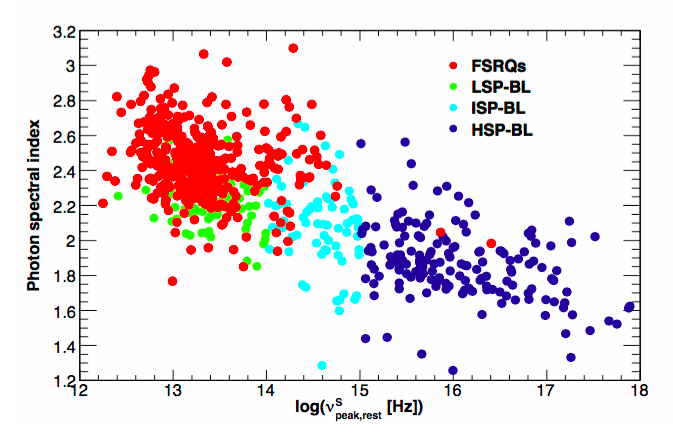 3.2
3
2.8
2.6
2.4
2.2
2
1.8
1.6
1.4
1.2
Photon spectral index
FSRQs
LSP-BL
ISP-BL
HSP-BL
12 13 14 15 16 17 18
log(ν^S_peak,rest [Hz])